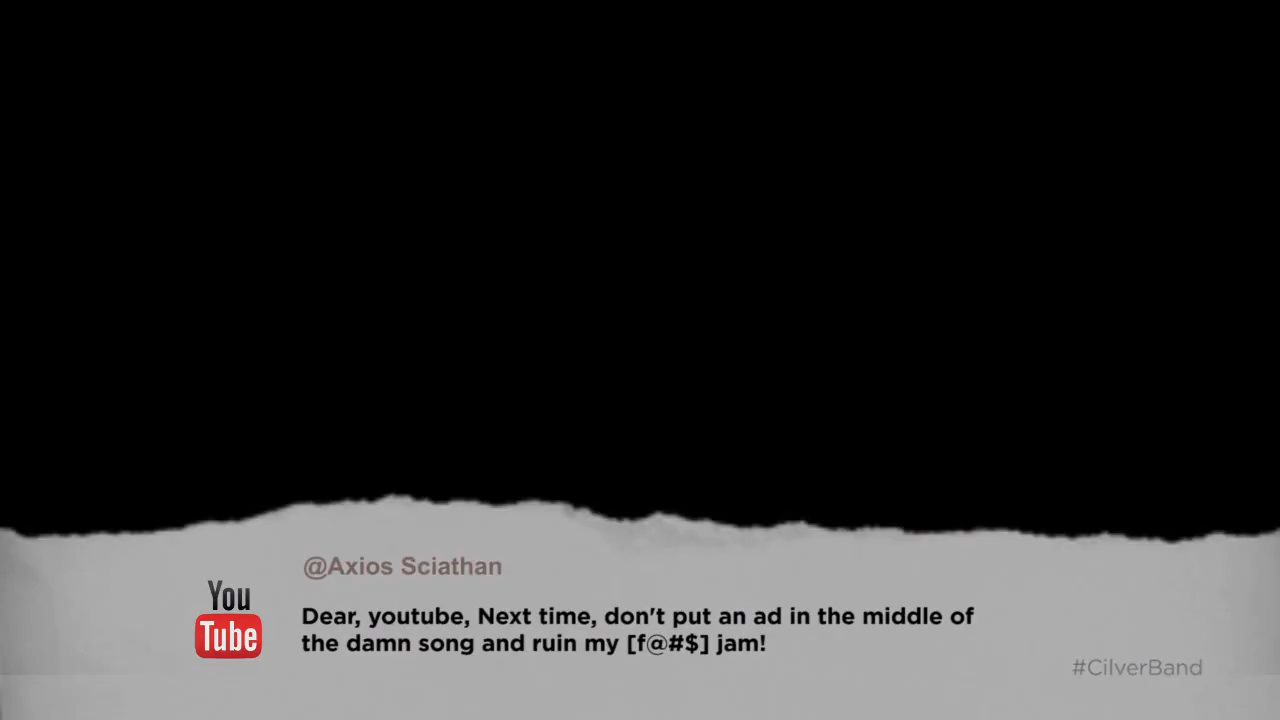 @Axios Sciathan
You
Tube
Dear, youtube, Next time, don't put an ad in the middle of
the damn song and ruin my [f@#$] jam!
#CilverBand